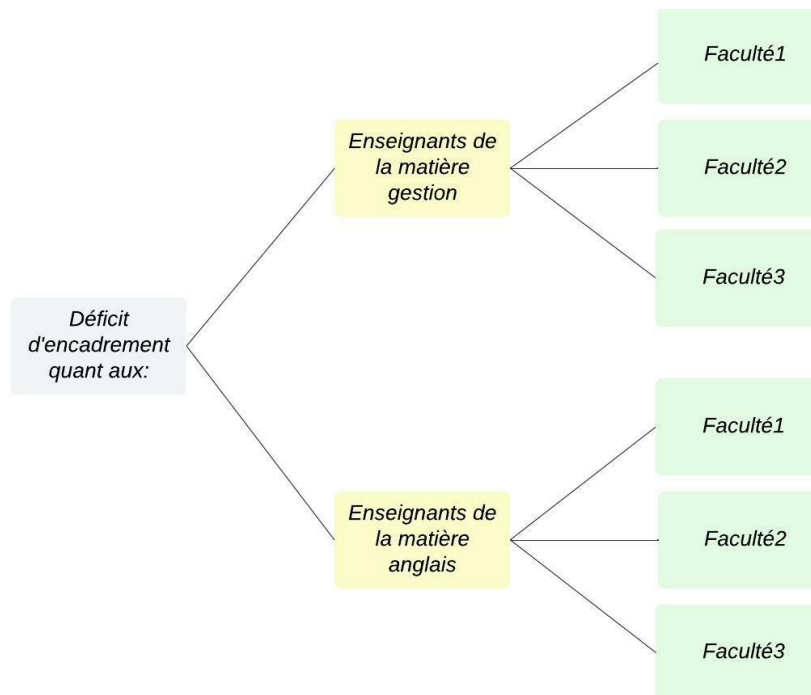 Déficit
d'encadrement
quant aux:
Enseignants de
la matière
gestion
Faculté1
Faculté2
Faculté3
Enseignants de
la matière
anglais
Faculté1
Faculté2
Faculté3